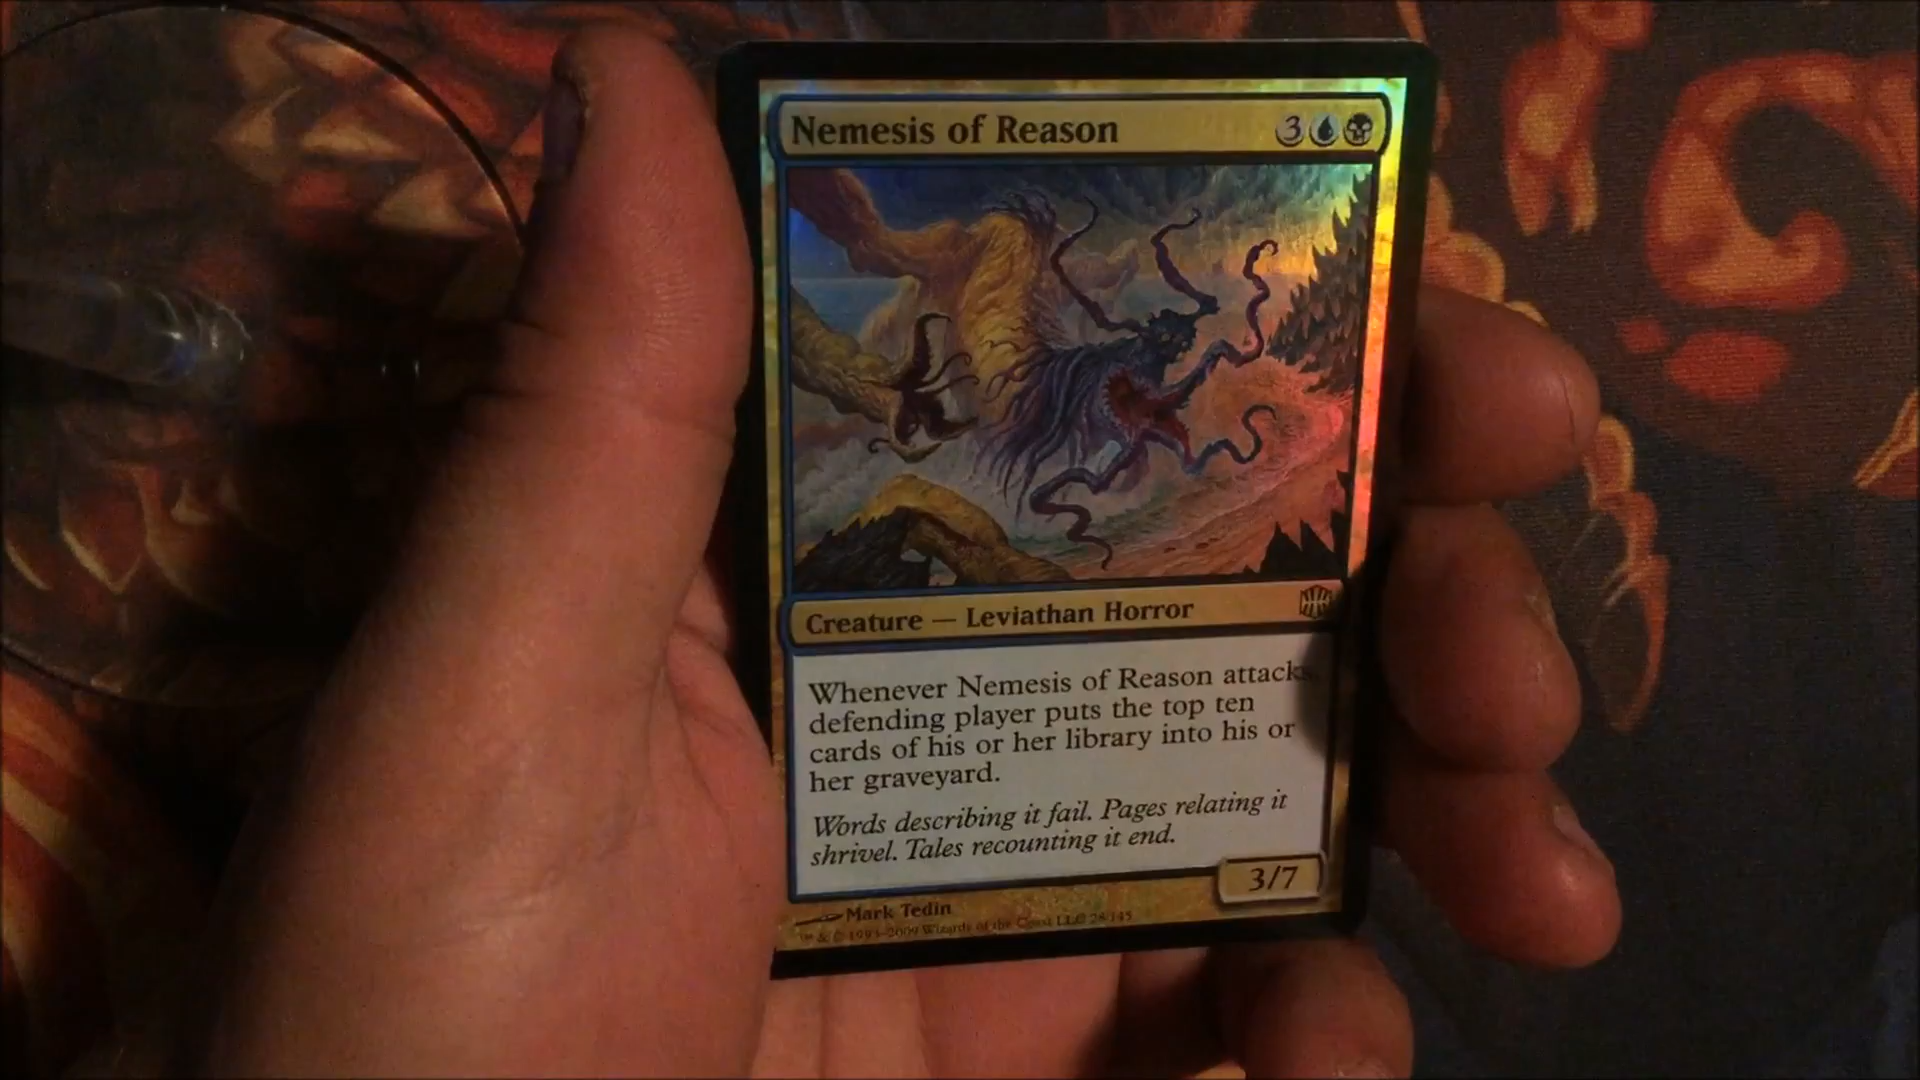 Nemesis of Reason 3
Creature — Leviathan Horror
Whenever Nemesis of Reason attacks,
defending player puts the top ten
cards of his or her library into his or
her graveyard.
Words describing it fail. Pages relating it
shrivel. Tales recounting it end.
3/7
Mark Tedin
™ & © 1993–2009 Wizards of the Coast LLC 28/145